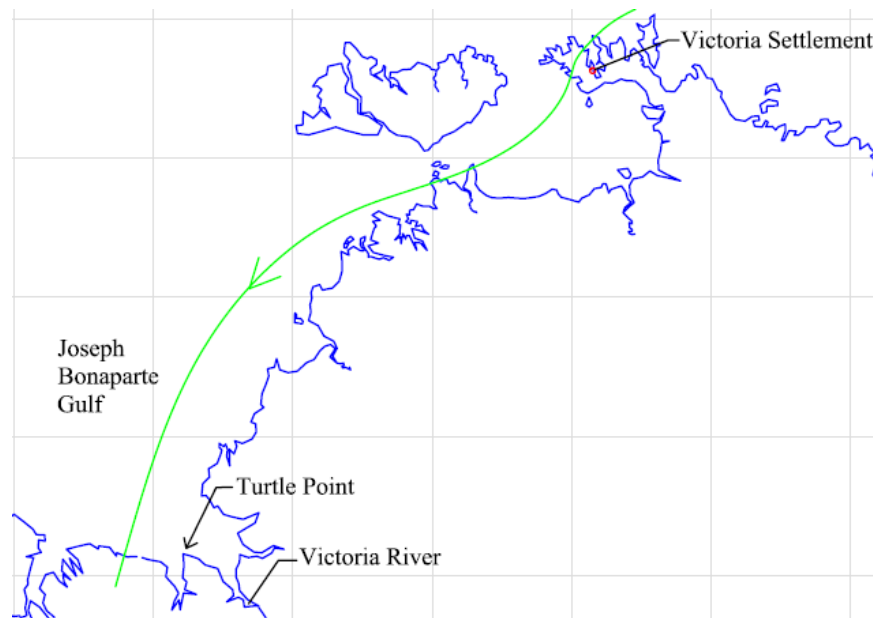 Victoria Settlement
Joseph
Bonaparte
Gulf
Turtle Point
Victoria River